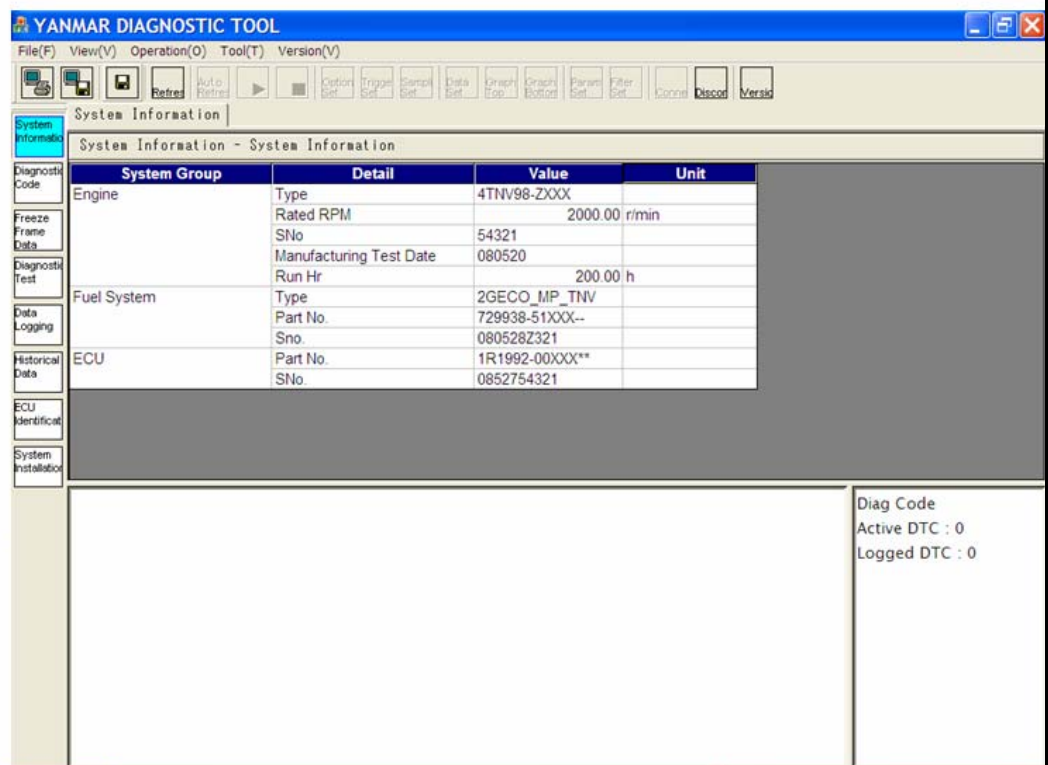 YANMAR DIAGNOSTIC TOOL
File(F) View(V) Operation(O) Tool(T) Version(V)
Refres Auto Refres Option Set Trigge Set Sampli Set Data Set Graph Top Graph Bottom Param Set Filter Set Conne Discon Versio
System Informatio
System Information
System Information - System Information
Diagnostic Code
Freeze Frame Data
Diagnostic Test
Data Logging
Historical Data
ECU Identificat
System Installation
System Group Detail Value Unit
Engine Type 4TNV98-ZXXX
Rated RPM 2000.00 r/min
SNo 54321
Manufacturing Test Date 080520
Run Hr 200.00 h
Fuel System Type 2GECO_MP_TNV
Part No. 729938-51XXX--
Sno. 080528Z321
ECU Part No. 1R1992-00XXX**
SNo. 0852754321
Diag Code
Active DTC : 0
Logged DTC : 0